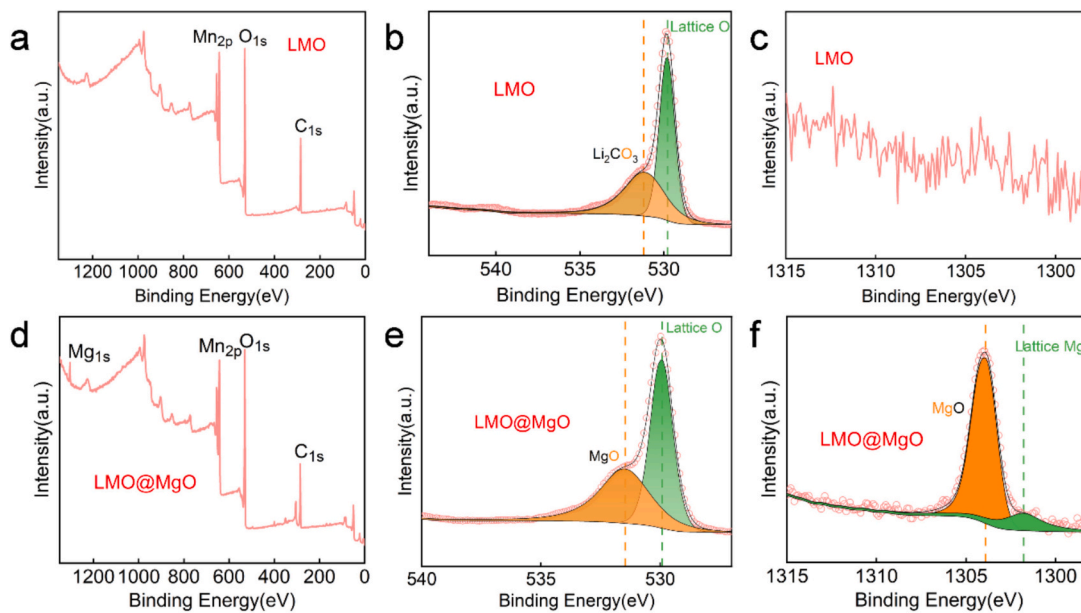 a
Mn2p O1s
LMO
C1s
Intensity(a.u.)
1200 1000 800 600 400 200 0
Binding Energy(eV)
b
Lattice O
LMO
Li2CO3
Intensity(a.u.)
540 535 530
Binding Energy(eV)
c
LMO
Intensity(a.u.)
1315 1310 1305 1300
Binding Energy(eV)
d
Mg1s
Mn2p O1s
C1s
LMO@MgO
Intensity(a.u.)
1200 1000 800 600 400 200 0
Binding Energy(eV)
e
Lattice O
LMO@MgO
MgO
Intensity(a.u.)
540 535 530
Binding Energy(eV)
f
Lattice Mg
MgO
LMO@MgO
Intensity(a.u.)
1315 1310 1305 1300
Binding Energy(eV)